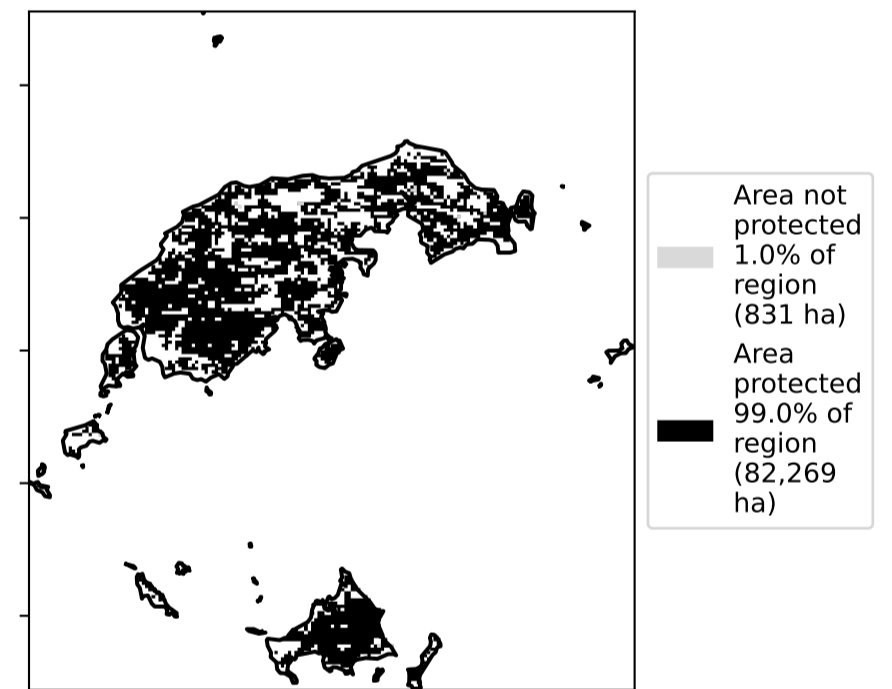 Area not
protected
1.0% of
region
(831 ha)
Area
protected
99.0% of
region
(82,269
ha)